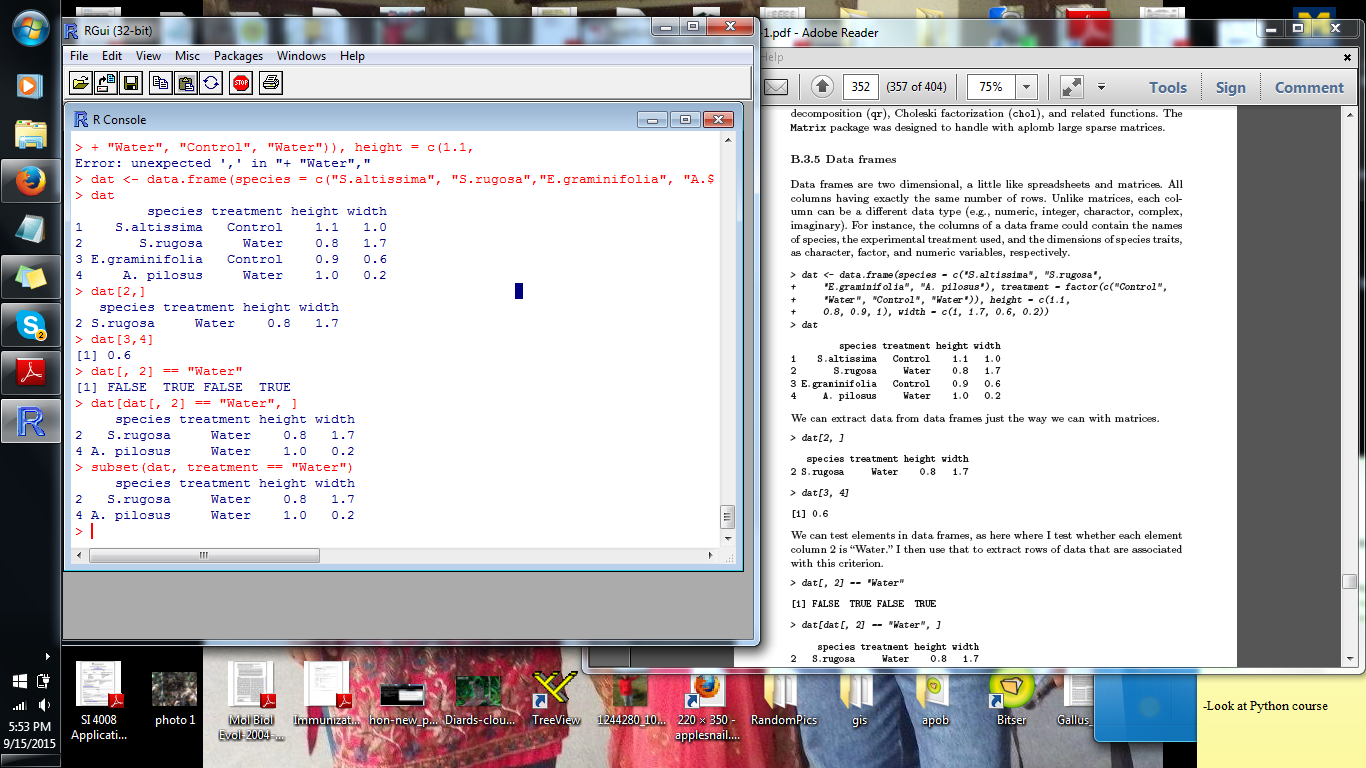 RGui (32-bit)
File Edit View Misc Packages Windows Help
STOP
R Console
> + "Water", "Control", "Water")), height = c(1.1,
Error: unexpected ',' in "+ "Water","
> dat <- data.frame(species = c("S.altissima", "S.rugosa","E.graminifolia", "A.$
> dat
species treatment height width
1 S.altissima Control 1.1 1.0
2 S.rugosa Water 0.8 1.7
3 E.graminifolia Control 0.9 0.6
4 A. pilosus Water 1.0 0.2
> dat[2,]
species treatment height width
2 S.rugosa Water 0.8 1.7
> dat[3,4]
[1] 0.6
> dat[, 2] == "Water"
[1] FALSE TRUE FALSE TRUE
> dat[dat[, 2] == "Water", ]
species treatment height width
2 S.rugosa Water 0.8 1.7
4 A. pilosus Water 1.0 0.2
> subset(dat, treatment == "Water")
species treatment height width
2 S.rugosa Water 0.8 1.7
4 A. pilosus Water 1.0 0.2
>
-1.pdf - Adobe Reader
Help
352 (357 of 404) 75% Tools Sign Comment
decomposition (qr), Choleski factorization (chol), and related functions. The
Matrix package was designed to handle with aplomb large sparse matrices.
B.3.5 Data frames
Data frames are two dimensional, a little like spreadsheets and matrices. All
columns having exactly the same number of rows. Unlike matrices, each col-
umn can be a different data type (e.g., numeric, integer, charactor, complex,
imaginary). For instance, the columns of a data frame could contain the names
of species, the experimental treatment used, and the dimensions of species traits,
as character, factor, and numeric variables, respectively.
> dat <- data.frame(species = c("S.altissima", "S.rugosa",
+ "E.graminifolia", "A. pilosus"), treatment = factor(c("Control",
+ "Water", "Control", "Water")), height = c(1.1,
+ 0.8, 0.9, 1), width = c(1, 1.7, 0.6, 0.2))
> dat
species treatment height width
1 S.altissima Control 1.1 1.0
2 S.rugosa Water 0.8 1.7
3 E.graminifolia Control 0.9 0.6
4 A. pilosus Water 1.0 0.2
We can extract data from data frames just the way we can with matrices.
> dat[2, ]
species treatment height width
2 S.rugosa Water 0.8 1.7
> dat[3, 4]
[1] 0.6
We can test elements in data frames, as here where I test whether each element
column 2 is “Water.” I then use that to extract rows of data that are associated
with this criterion.
> dat[, 2] == "Water"
[1] FALSE TRUE FALSE TRUE
> dat[dat[, 2] == "Water", ]
species treatment height width
2 S.rugosa Water 0.8 1.7
2
5:53 PM
9/15/2015
SI 4008
Applicati...
photo 1
Mol Biol
Evol-2004-...
Immunizat...
hon-new_p...
Diards-clou...
TreeView
1244280_10...
220 × 350 -
applesnail....
RandomPics
gis
apob
Bitser
Gallus_
-Look at Python course